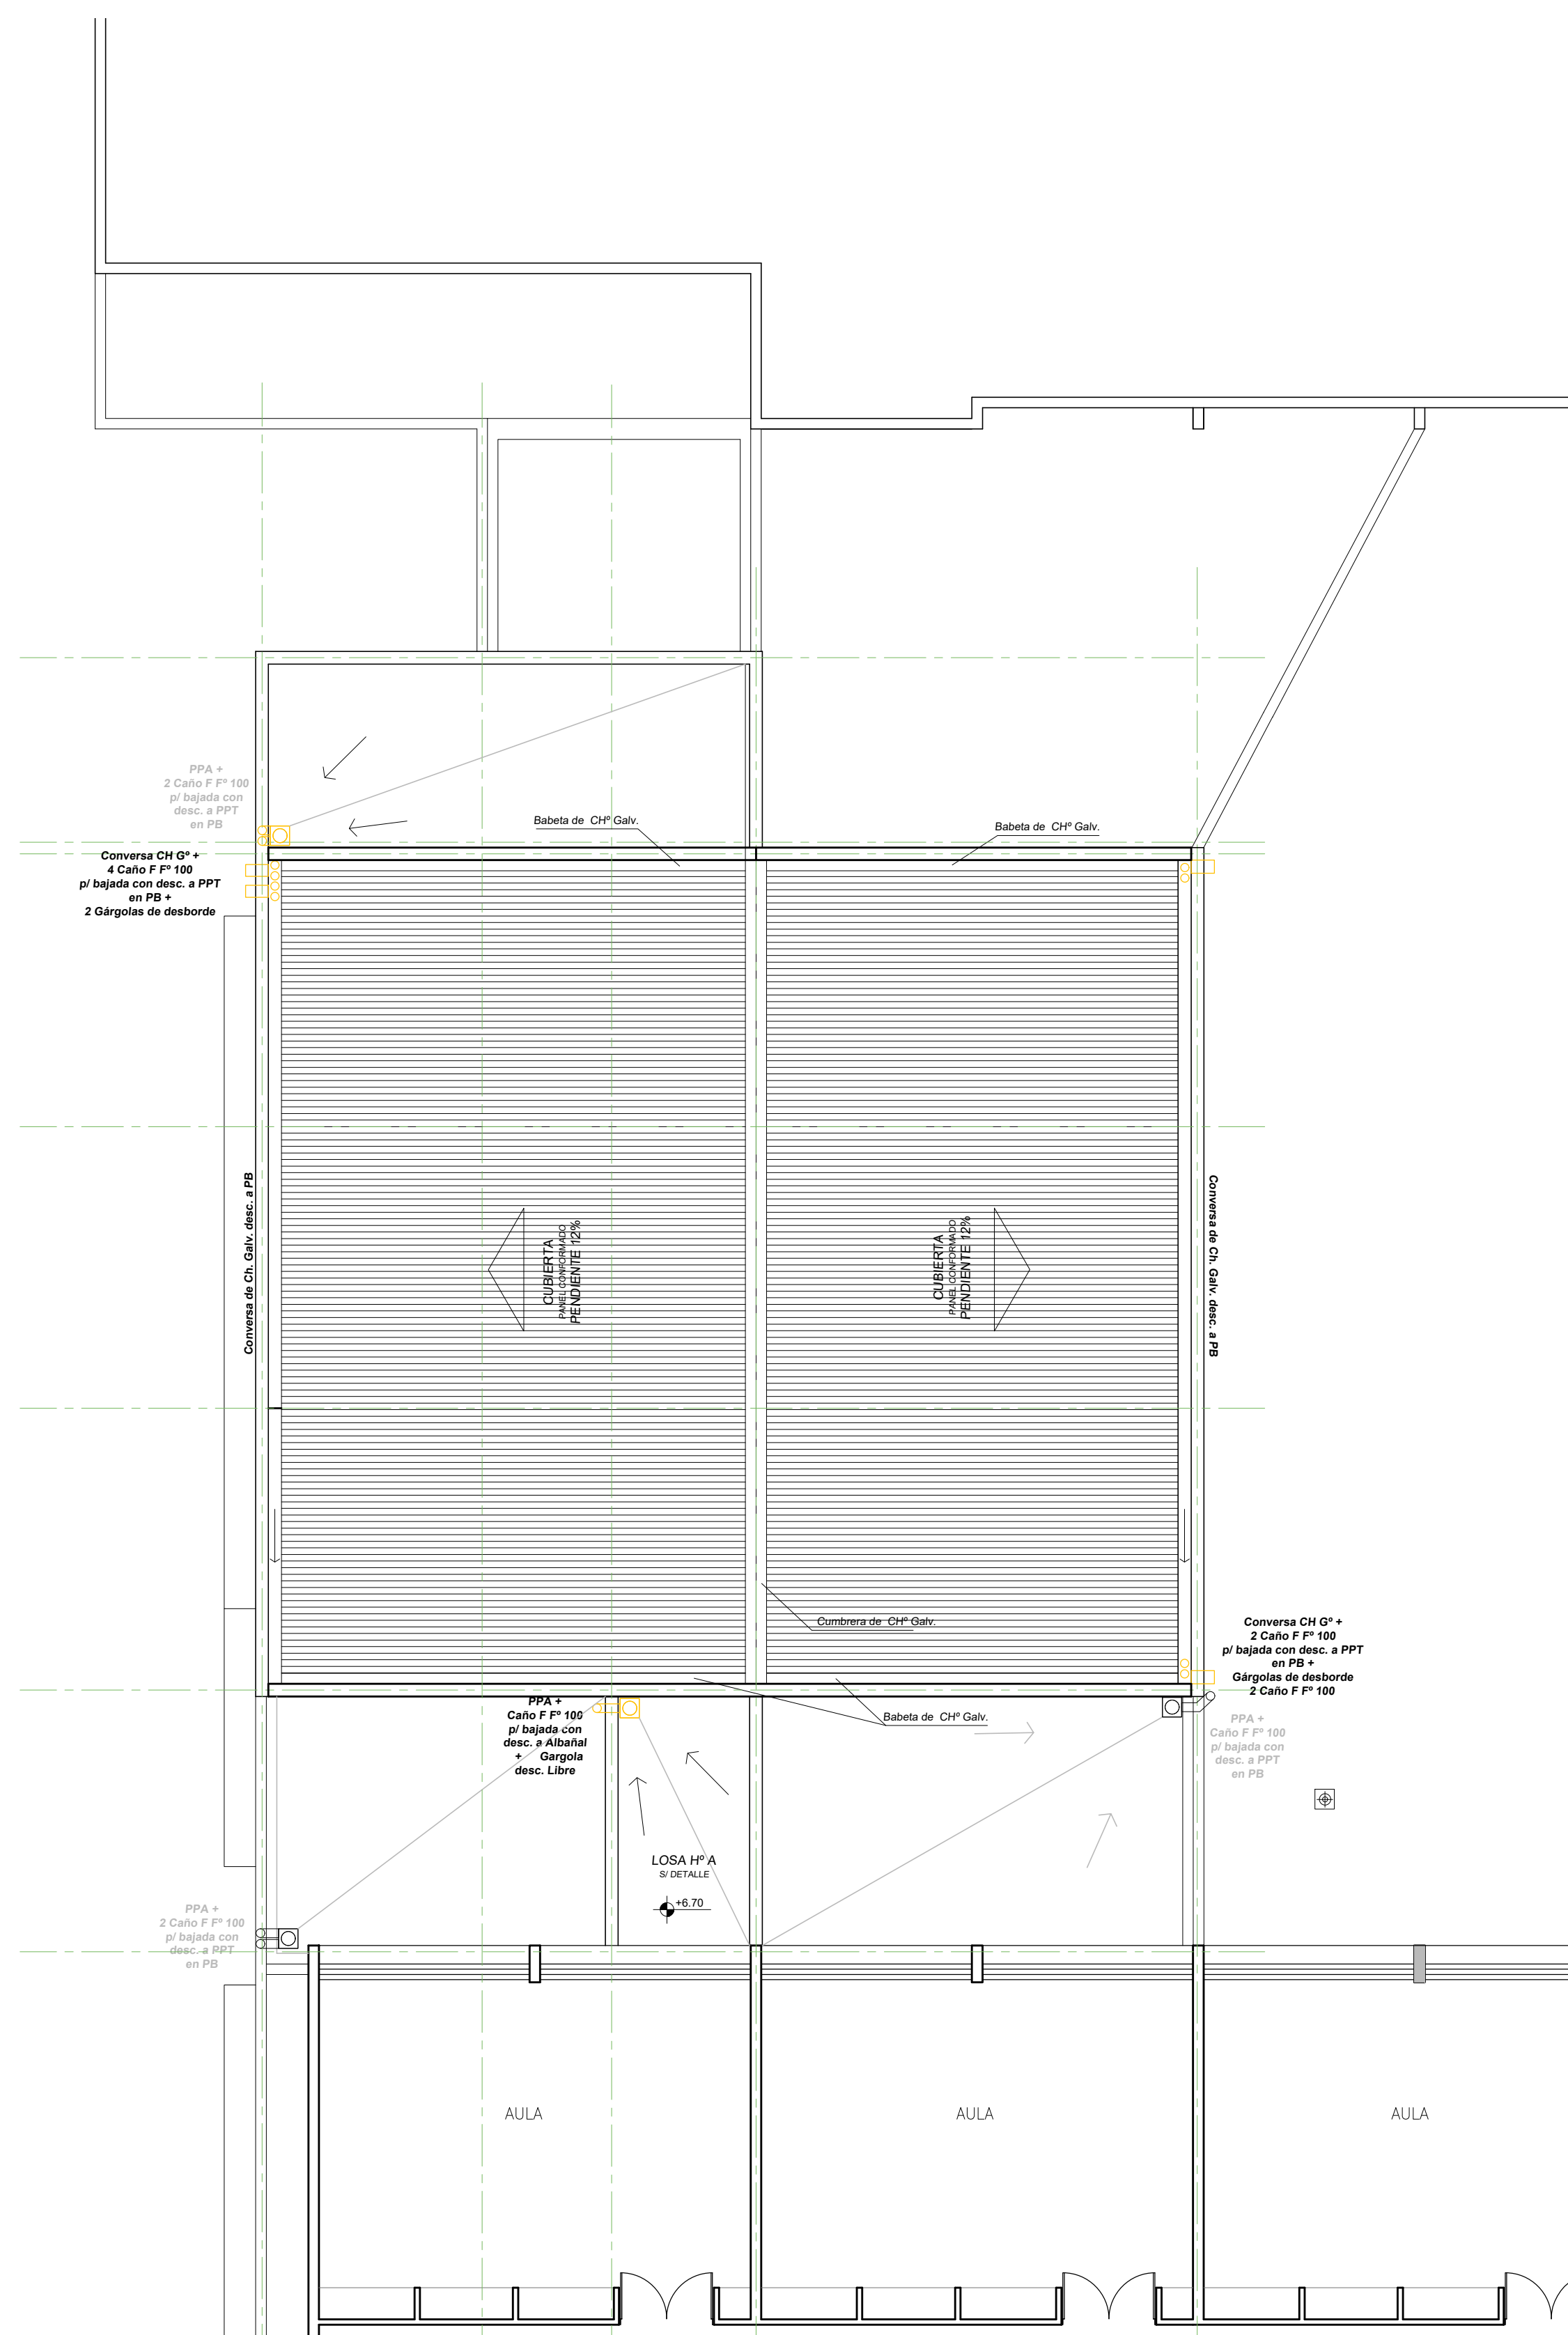 PPA +
2 Caño F Fº 100
p/ bajada con
desc. a PPT
en PB
Conversa CH Gº +
4 Caño F Fº 100
p/ bajada con desc. a PPT
en PB +
2 Gárgolas de desborde
Babeta de CHº Galv.
Babeta de CHº Galv.
Conversa de Ch. Galv. desc. a PB
CUBIERTA
PANEL CONFORMADO
PENDIENTE 12%
CUBIERTA
PANEL CONFORMADO
PENDIENTE 12%
Conversa de Ch. Galv. desc. a PB
Cumbrera de CHº Galv.
Conversa CH Gº +
2 Caño F Fº 100
p/ bajada con desc. a PPT
en PB +
Gárgolas de desborde
2 Caño F Fº 100
PPA +
Caño F Fº 100
p/ bajada con
desc. a Albañal
+ Gargola
desc. Libre
Babeta de CHº Galv.
PPA +
Caño F Fº 100
p/ bajada con
desc. a PPT
en PB
LOSA Hº A
S/ DETALLE
+6.70
PPA +
2 Caño F Fº 100
p/ bajada con
desc. a PPT
en PB
AULA
AULA
AULA